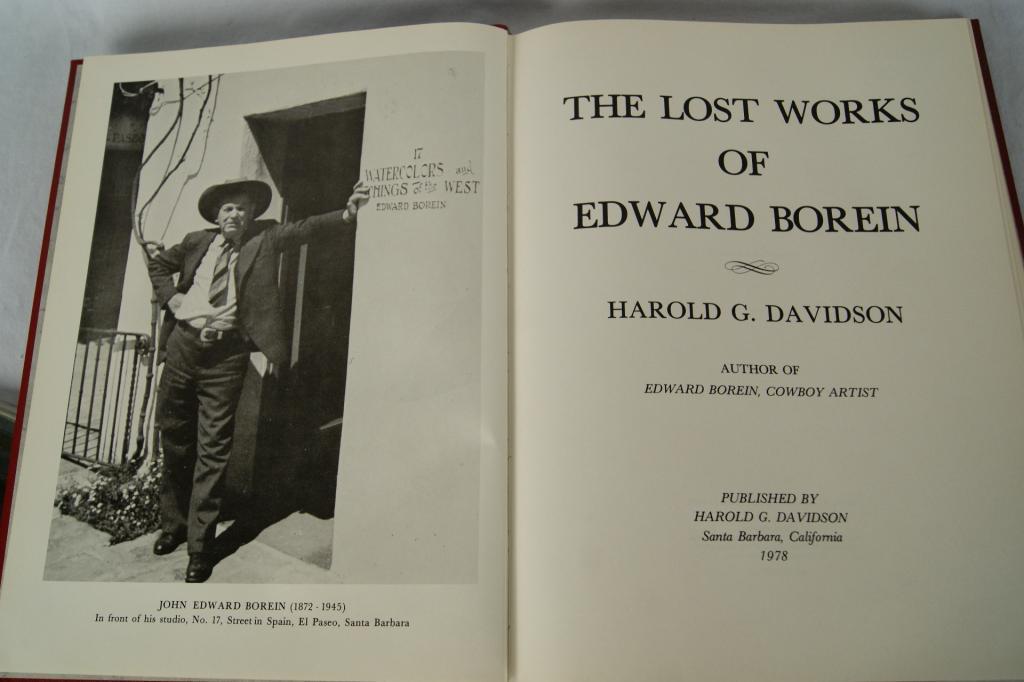 PASEO
17
WATERCOLORS and
CHINGS OF the WEST
EDWARD BOREIN
JOHN EDWARD BOREIN (1872 - 1945)
In front of his studio, No. 17, Street in Spain, El Paseo, Santa Barbara
THE LOST WORKS
OF
EDWARD BOREIN
HAROLD G. DAVIDSON
AUTHOR OF
EDWARD BOREIN, COWBOY ARTIST
PUBLISHED BY
HAROLD G. DAVIDSON
Santa Barbara, California
1978